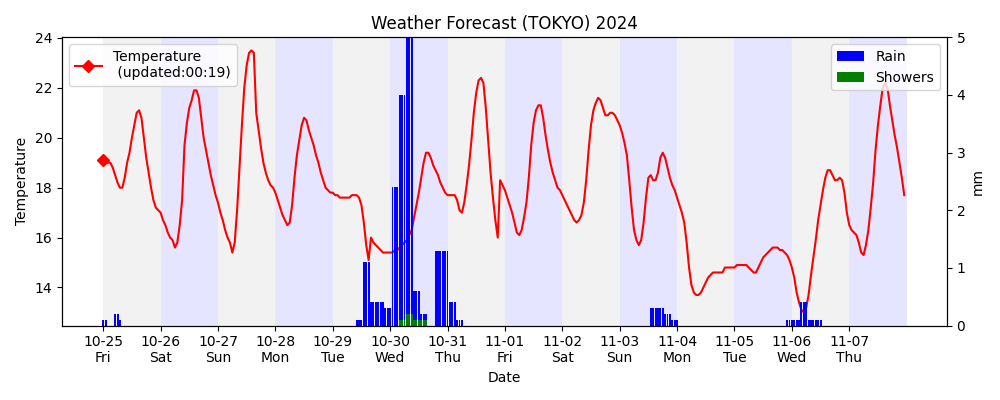 Weather Forecast (TOKYO) 2024
Temperature
(updated:00:19)
Rain
Showers
Temperature
24
22
20
18
16
14
5
4
3
2
1
0
mm
10-25 10-26 10-27 10-28 10-29 10-30 10-31 11-01 11-02 11-03 11-04 11-05 11-06 11-07
Fri Sat Sun Mon Tue Wed Thu Fri Sat Sun Mon Tue Wed Thu
Date